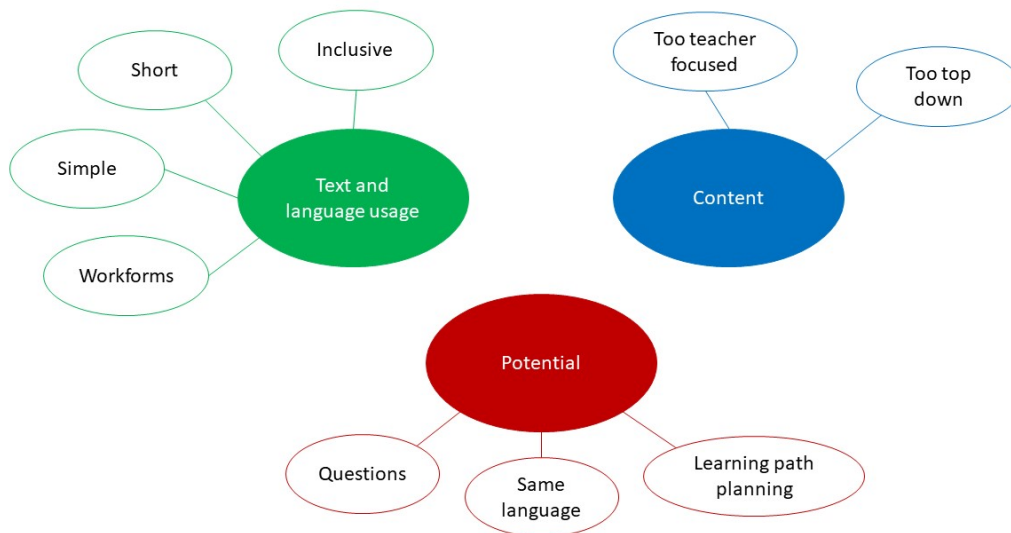 Inclusive
Short
Simple
Workforms
Text and
language usage
Too teacher
focused
Too top
down
Content
Potential
Questions
Same
language
Learning path
planning